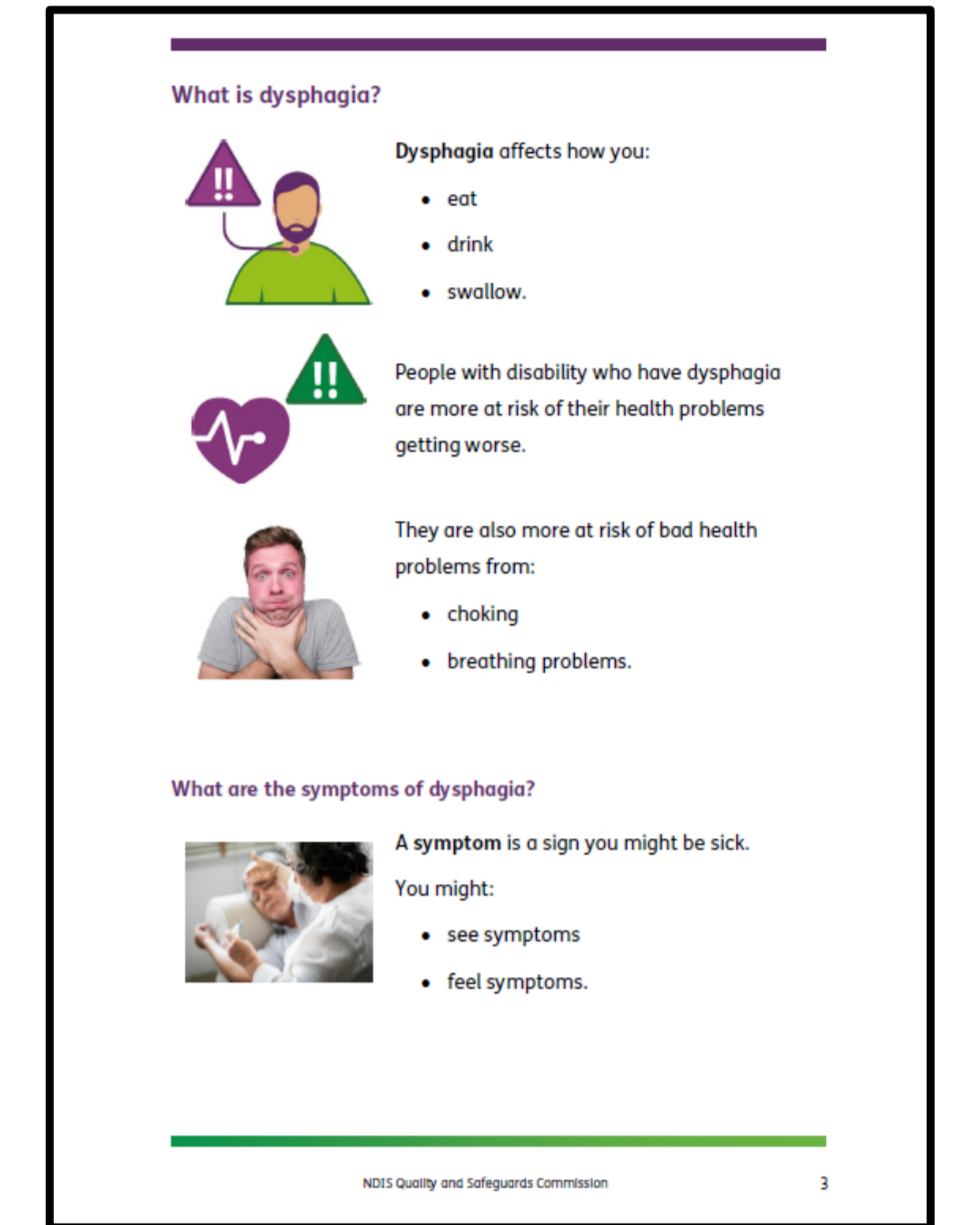 What is dysphagia?
!!
Dysphagia affects how you:
• eat
• drink
• swallow.
!!
People with disability who have dysphagia
are more at risk of their health problems
getting worse.
They are also more at risk of bad health
problems from:
• choking
• breathing problems.
What are the symptoms of dysphagia?
A symptom is a sign you might be sick.
You might:
• see symptoms
• feel symptoms.
NDIS Quality and Safeguards Commission
3